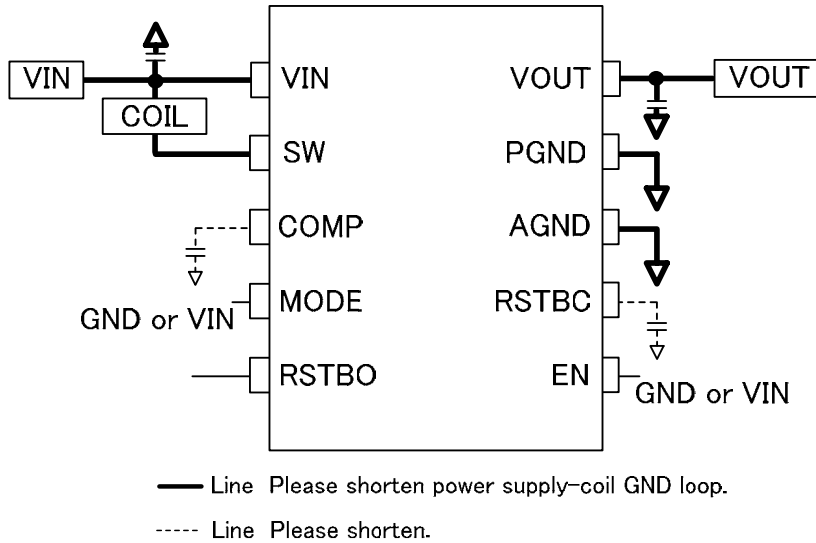 VIN
COIL
VIN
SW
COMP
MODE
RSTBO
GND or VIN
VOUT
PGND
AGND
RSTBC
EN
VOUT
GND or VIN
Line Please shorten power supply-coil GND loop.
Line Please shorten.